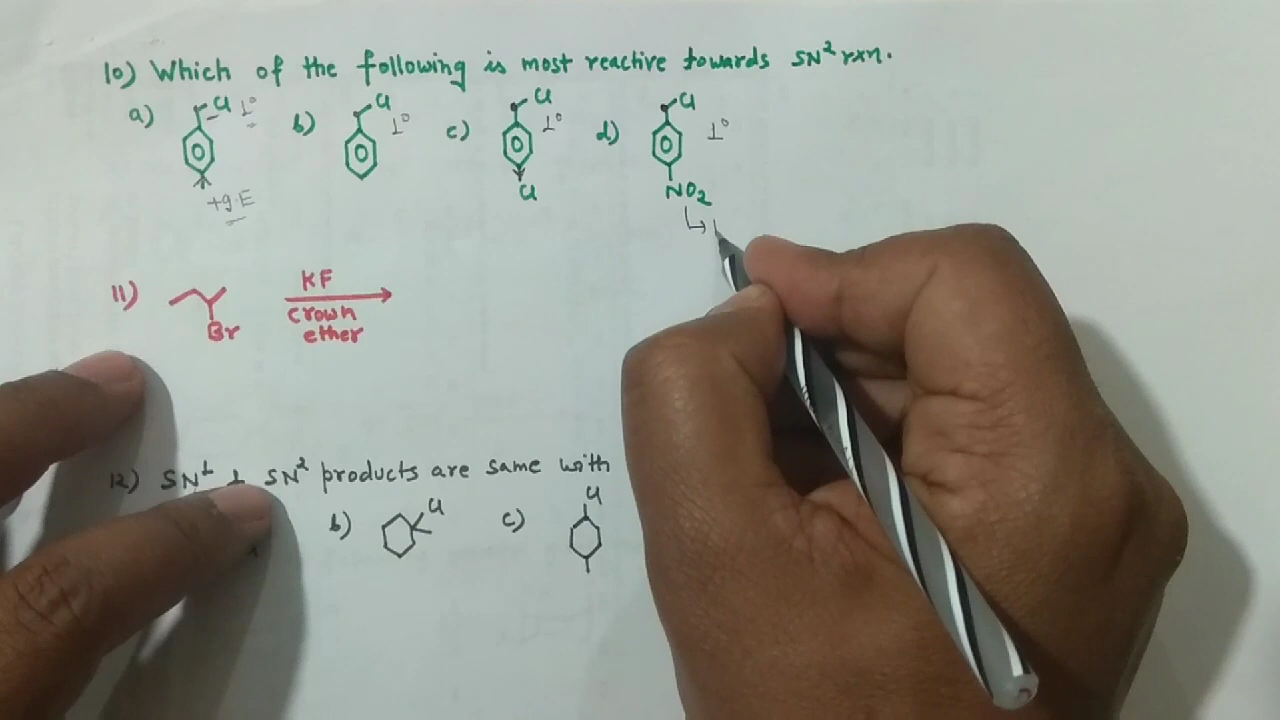 10) Which of the following is most reactive towards SN² rxn.
a) Cl 1° b) Cl 1° c) Cl 1° d) Cl 1°
+I g.E Cl NO₂
11) Br KF
crown
ether
12) SN¹ & SN² products are same with
b) Cl c) Cl